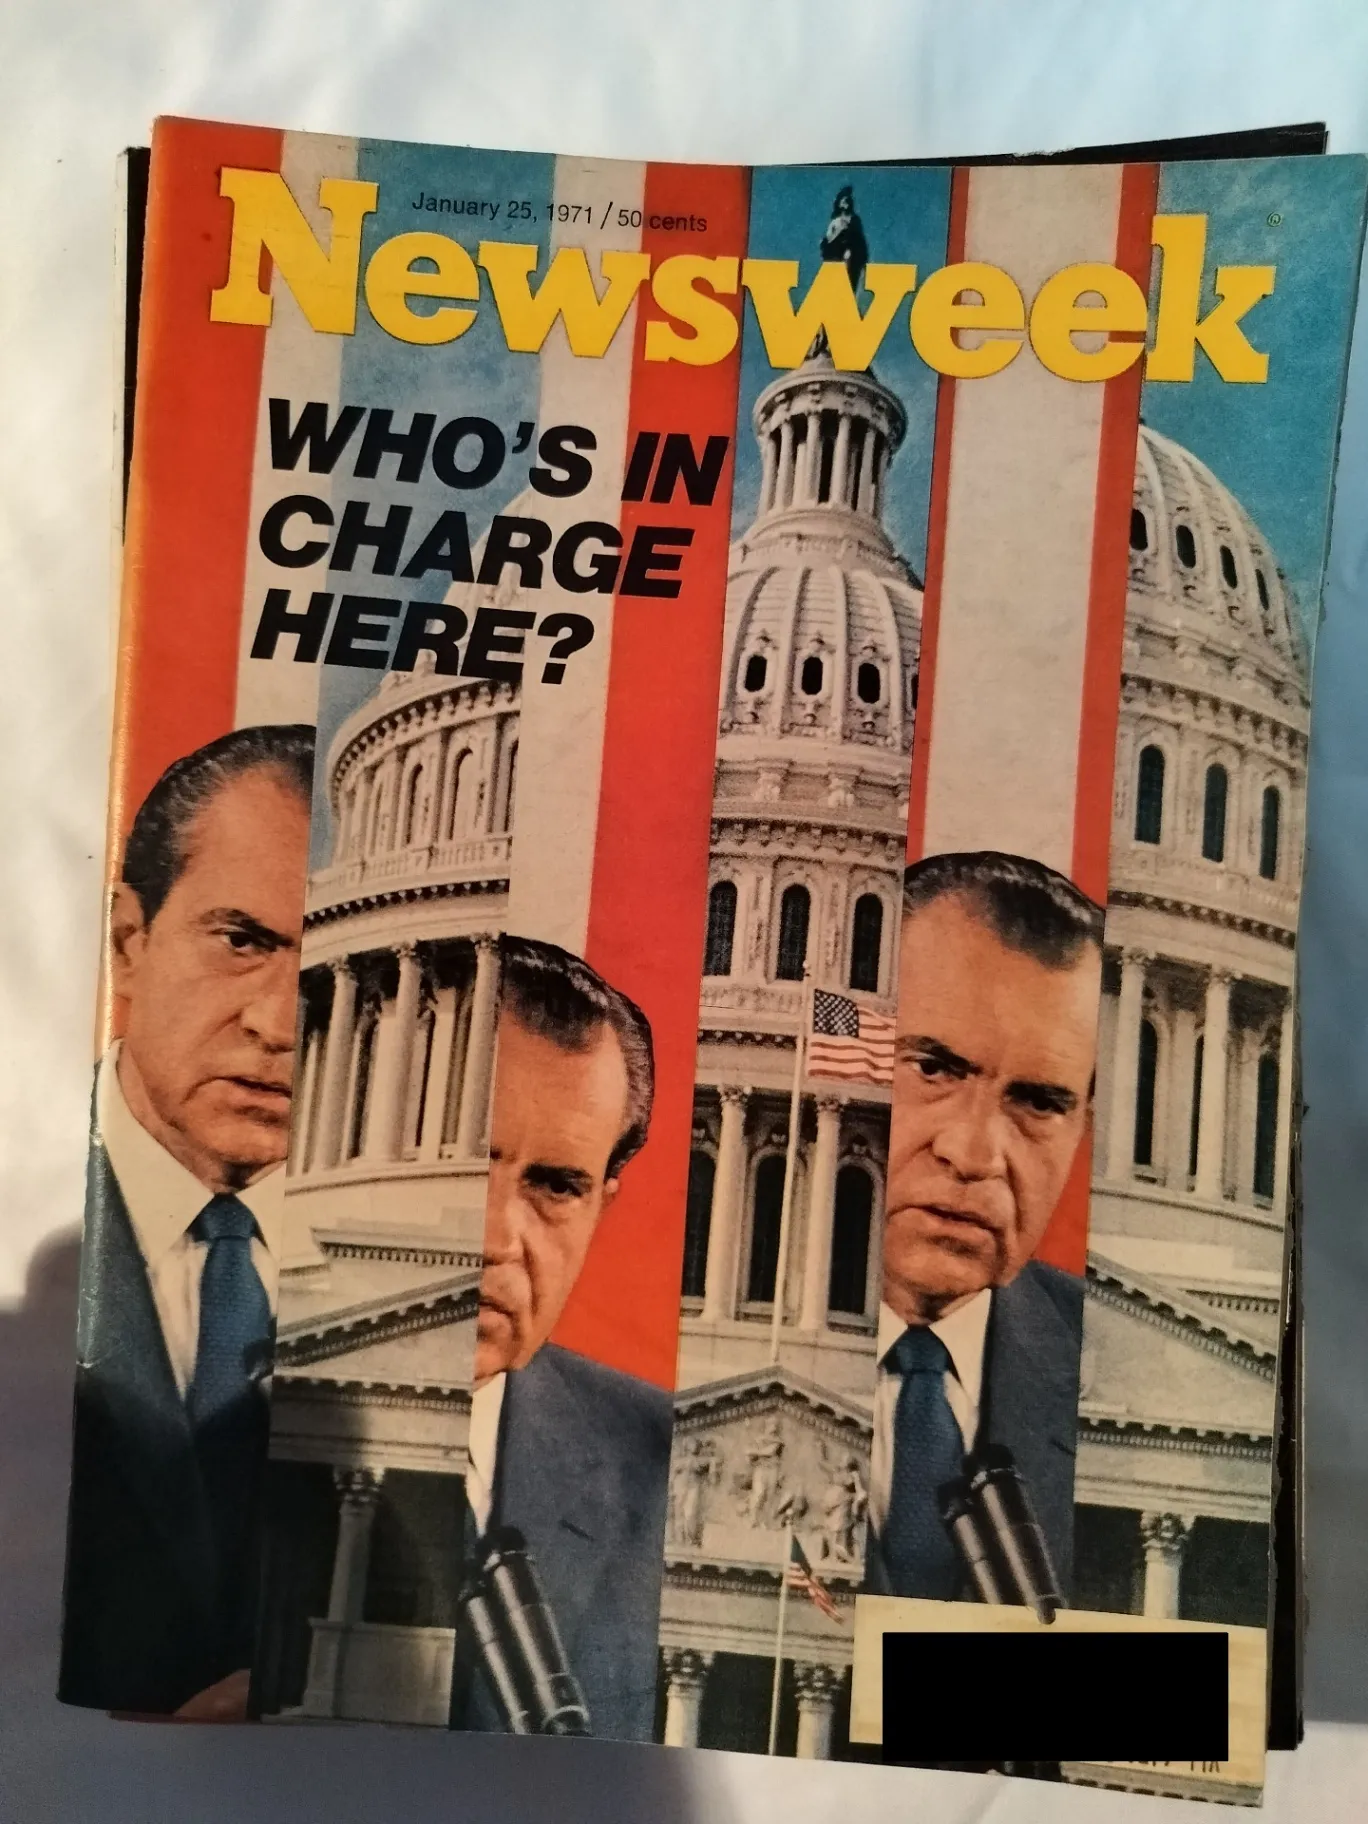 January 25, 1971 / 50 cents
Newsweek ®
WHO'S IN
CHARGE
HERE?